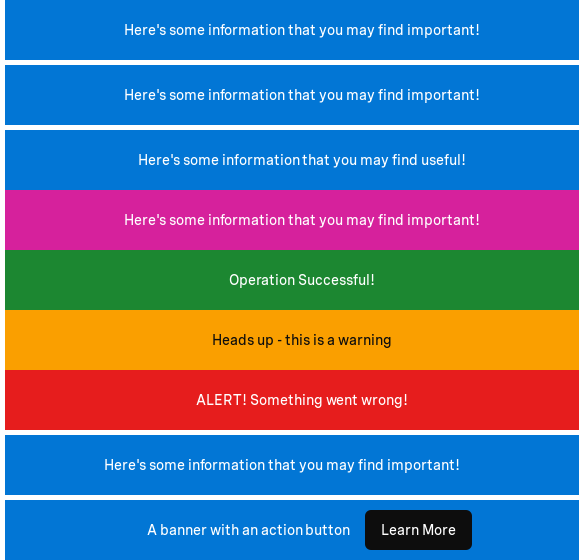 Here's some information that you may find important!
Here's some information that you may find important!
Here's some information that you may find useful!
Here's some information that you may find important!
Operation Successful!
Heads up - this is a warning
ALERT! Something went wrong!
Here's some information that you may find important!
A banner with an action button Learn More